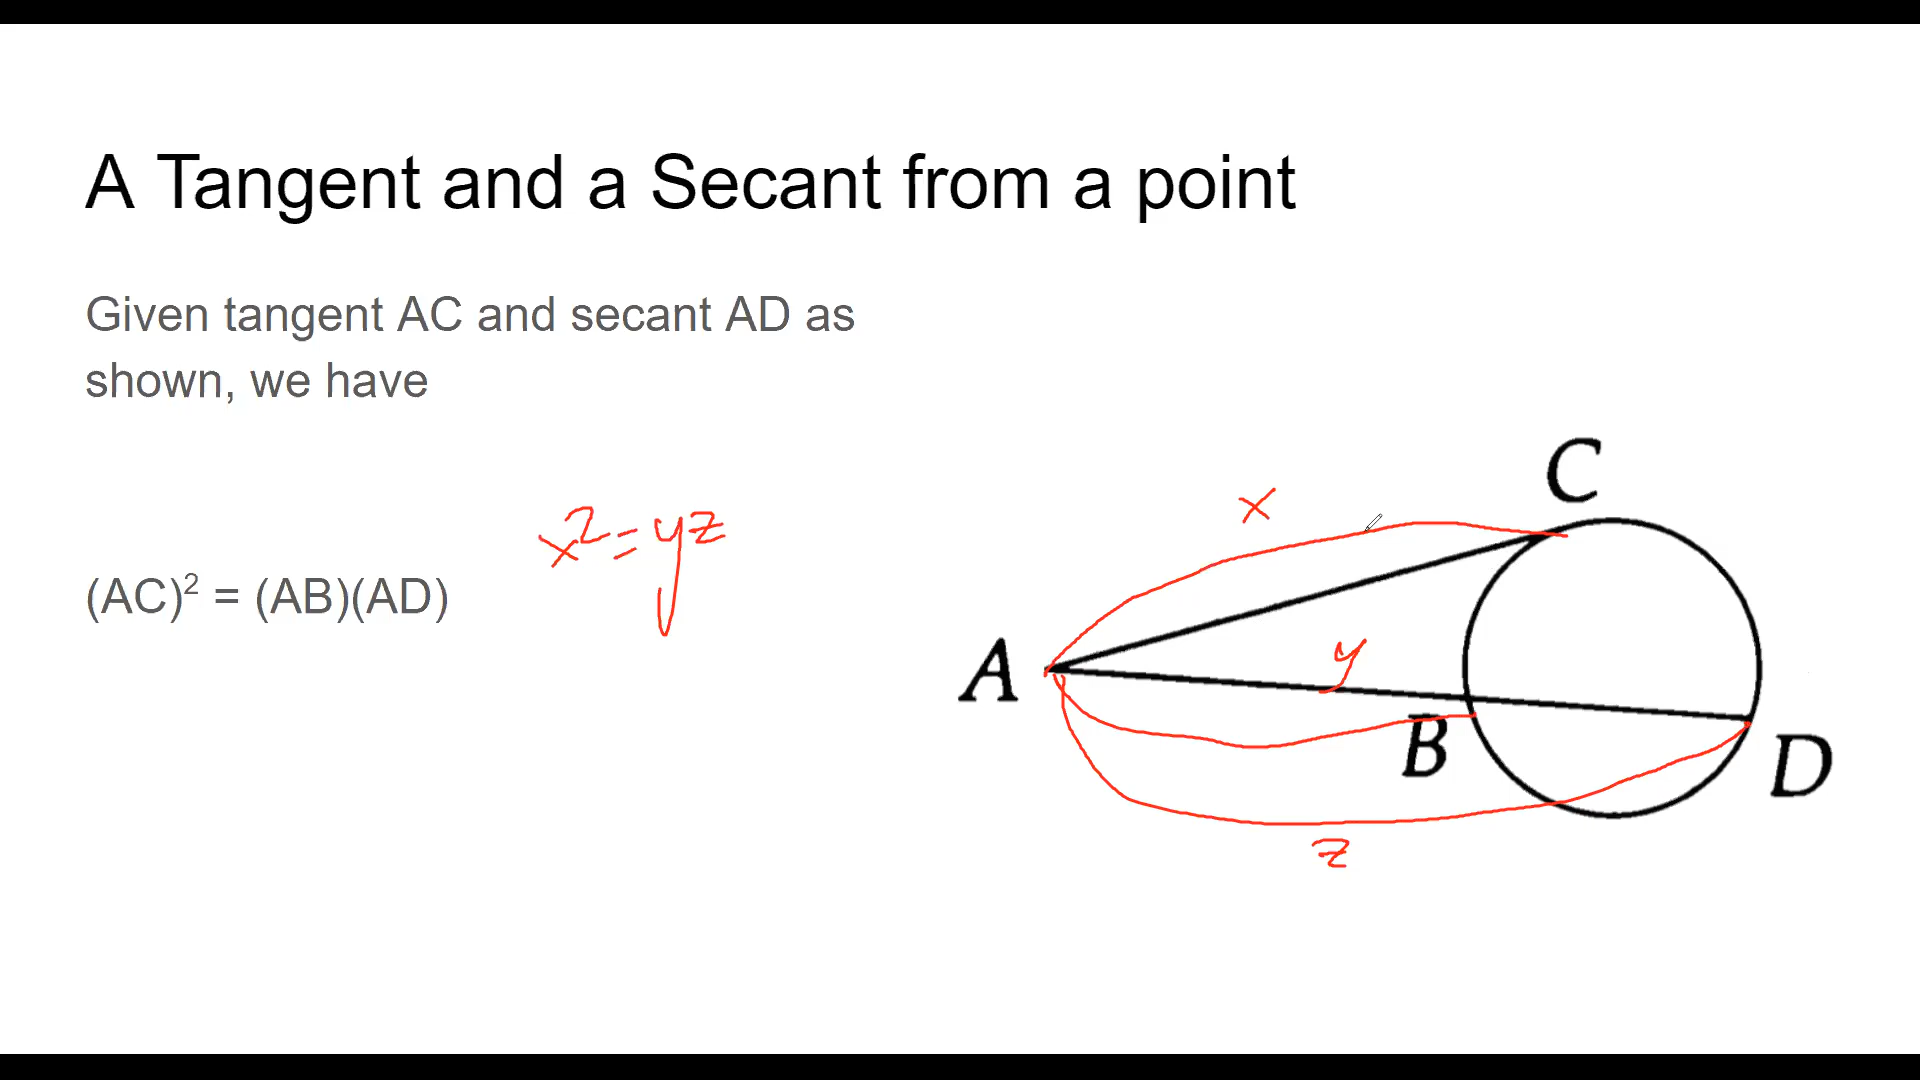 A Tangent and a Secant from a point
Given tangent AC and secant AD as
shown, we have
x² = yz
(AC)² = (AB)(AD)
C
x
A
y
B
D
z